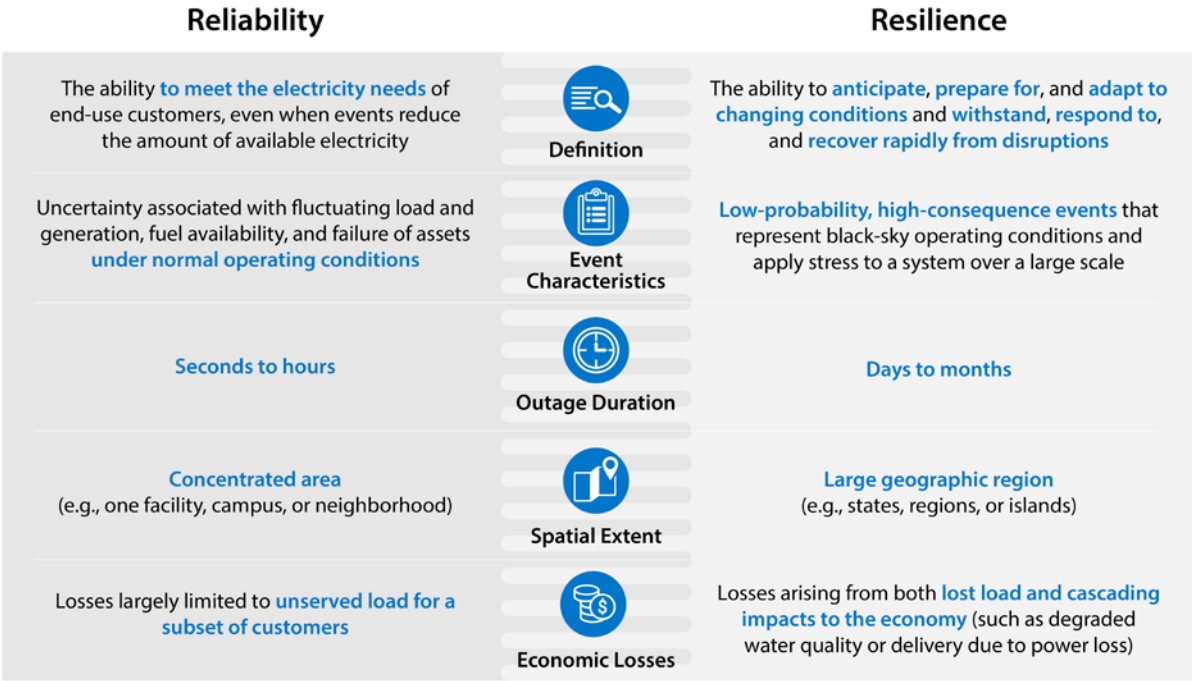 Reliability
Resilience
The ability to meet the electricity needs of
end-use customers, even when events reduce
the amount of available electricity
Definition
The ability to anticipate, prepare for, and adapt to
changing conditions and withstand, respond to,
and recover rapidly from disruptions
Uncertainty associated with fluctuating load and
generation, fuel availability, and failure of assets
under normal operating conditions
Event
Characteristics
Low-probability, high-consequence events that
represent black-sky operating conditions and
apply stress to a system over a large scale
Seconds to hours
Outage Duration
Days to months
Concentrated area
(e.g., one facility, campus, or neighborhood)
Spatial Extent
Large geographic region
(e.g., states, regions, or islands)
Losses largely limited to unserved load for a
subset of customers
Economic Losses
Losses arising from both lost load and cascading
impacts to the economy (such as degraded
water quality or delivery due to power loss)